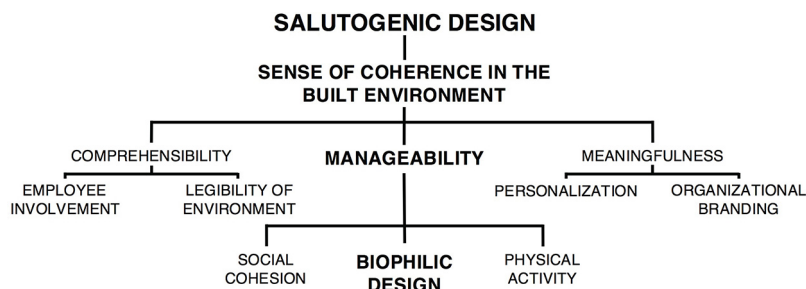 SALUTOGENIC DESIGN
SENSE OF COHERENCE IN THE
BUILT ENVIRONMENT
COMPREHENSIBILITY
MANAGEABILITY
MEANINGFULNESS
EMPLOYEE
INVOLVEMENT
LEGIBILITY OF
ENVIRONMENT
PERSONALIZATION
ORGANIZATIONAL
BRANDING
SOCIAL
COHESION
BIOPHILIC
DESIGN
PHYSICAL
ACTIVITY